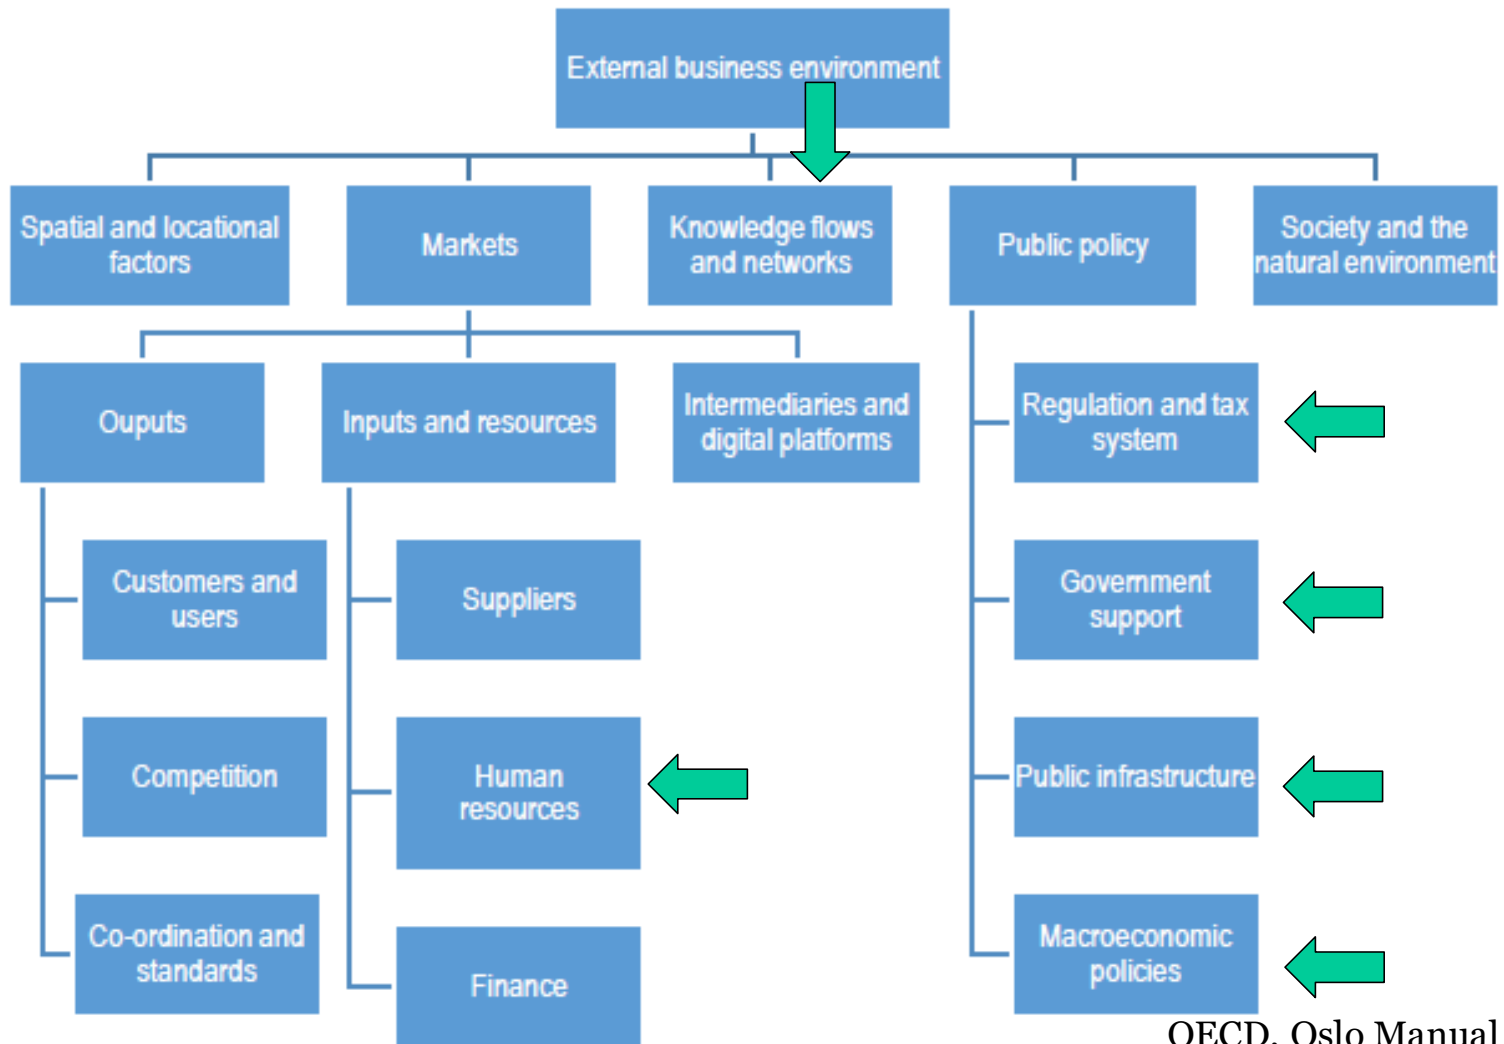 External business environment
Spatial and locational
factors
Markets
Knowledge flows
and networks
Public policy
Society and the
natural environment
Ouputs
Inputs and resources
Intermediaries and
digital platforms
Regulation and tax
system
Customers and
users
Suppliers
Government
support
Competition
Human
resources
Public infrastructure
Co-ordination and
standards
Finance
Macroeconomic
policies
OECD, Oslo Manual